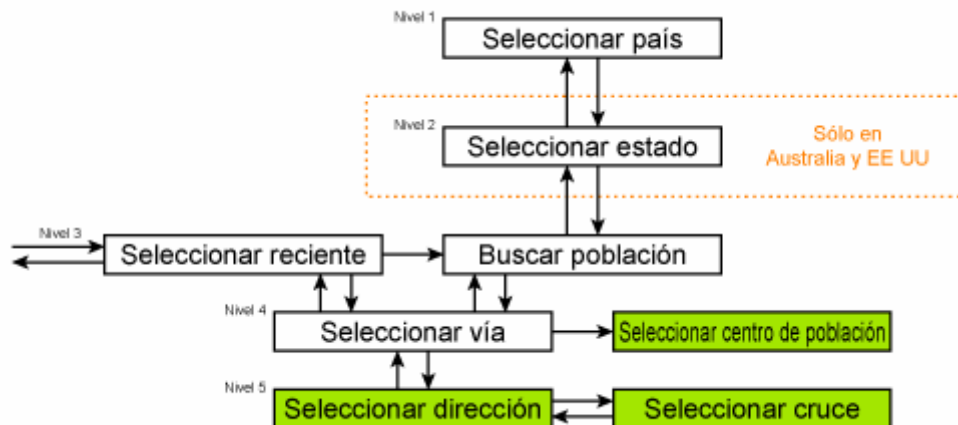 Nivel 1
Seleccionar país
Nivel 2
Seleccionar estado
Sólo en
Australia y EE UU
Nivel 3
Seleccionar reciente
Buscar población
Nivel 4
Seleccionar vía
Seleccionar centro de población
Nivel 5
Seleccionar dirección
Seleccionar cruce